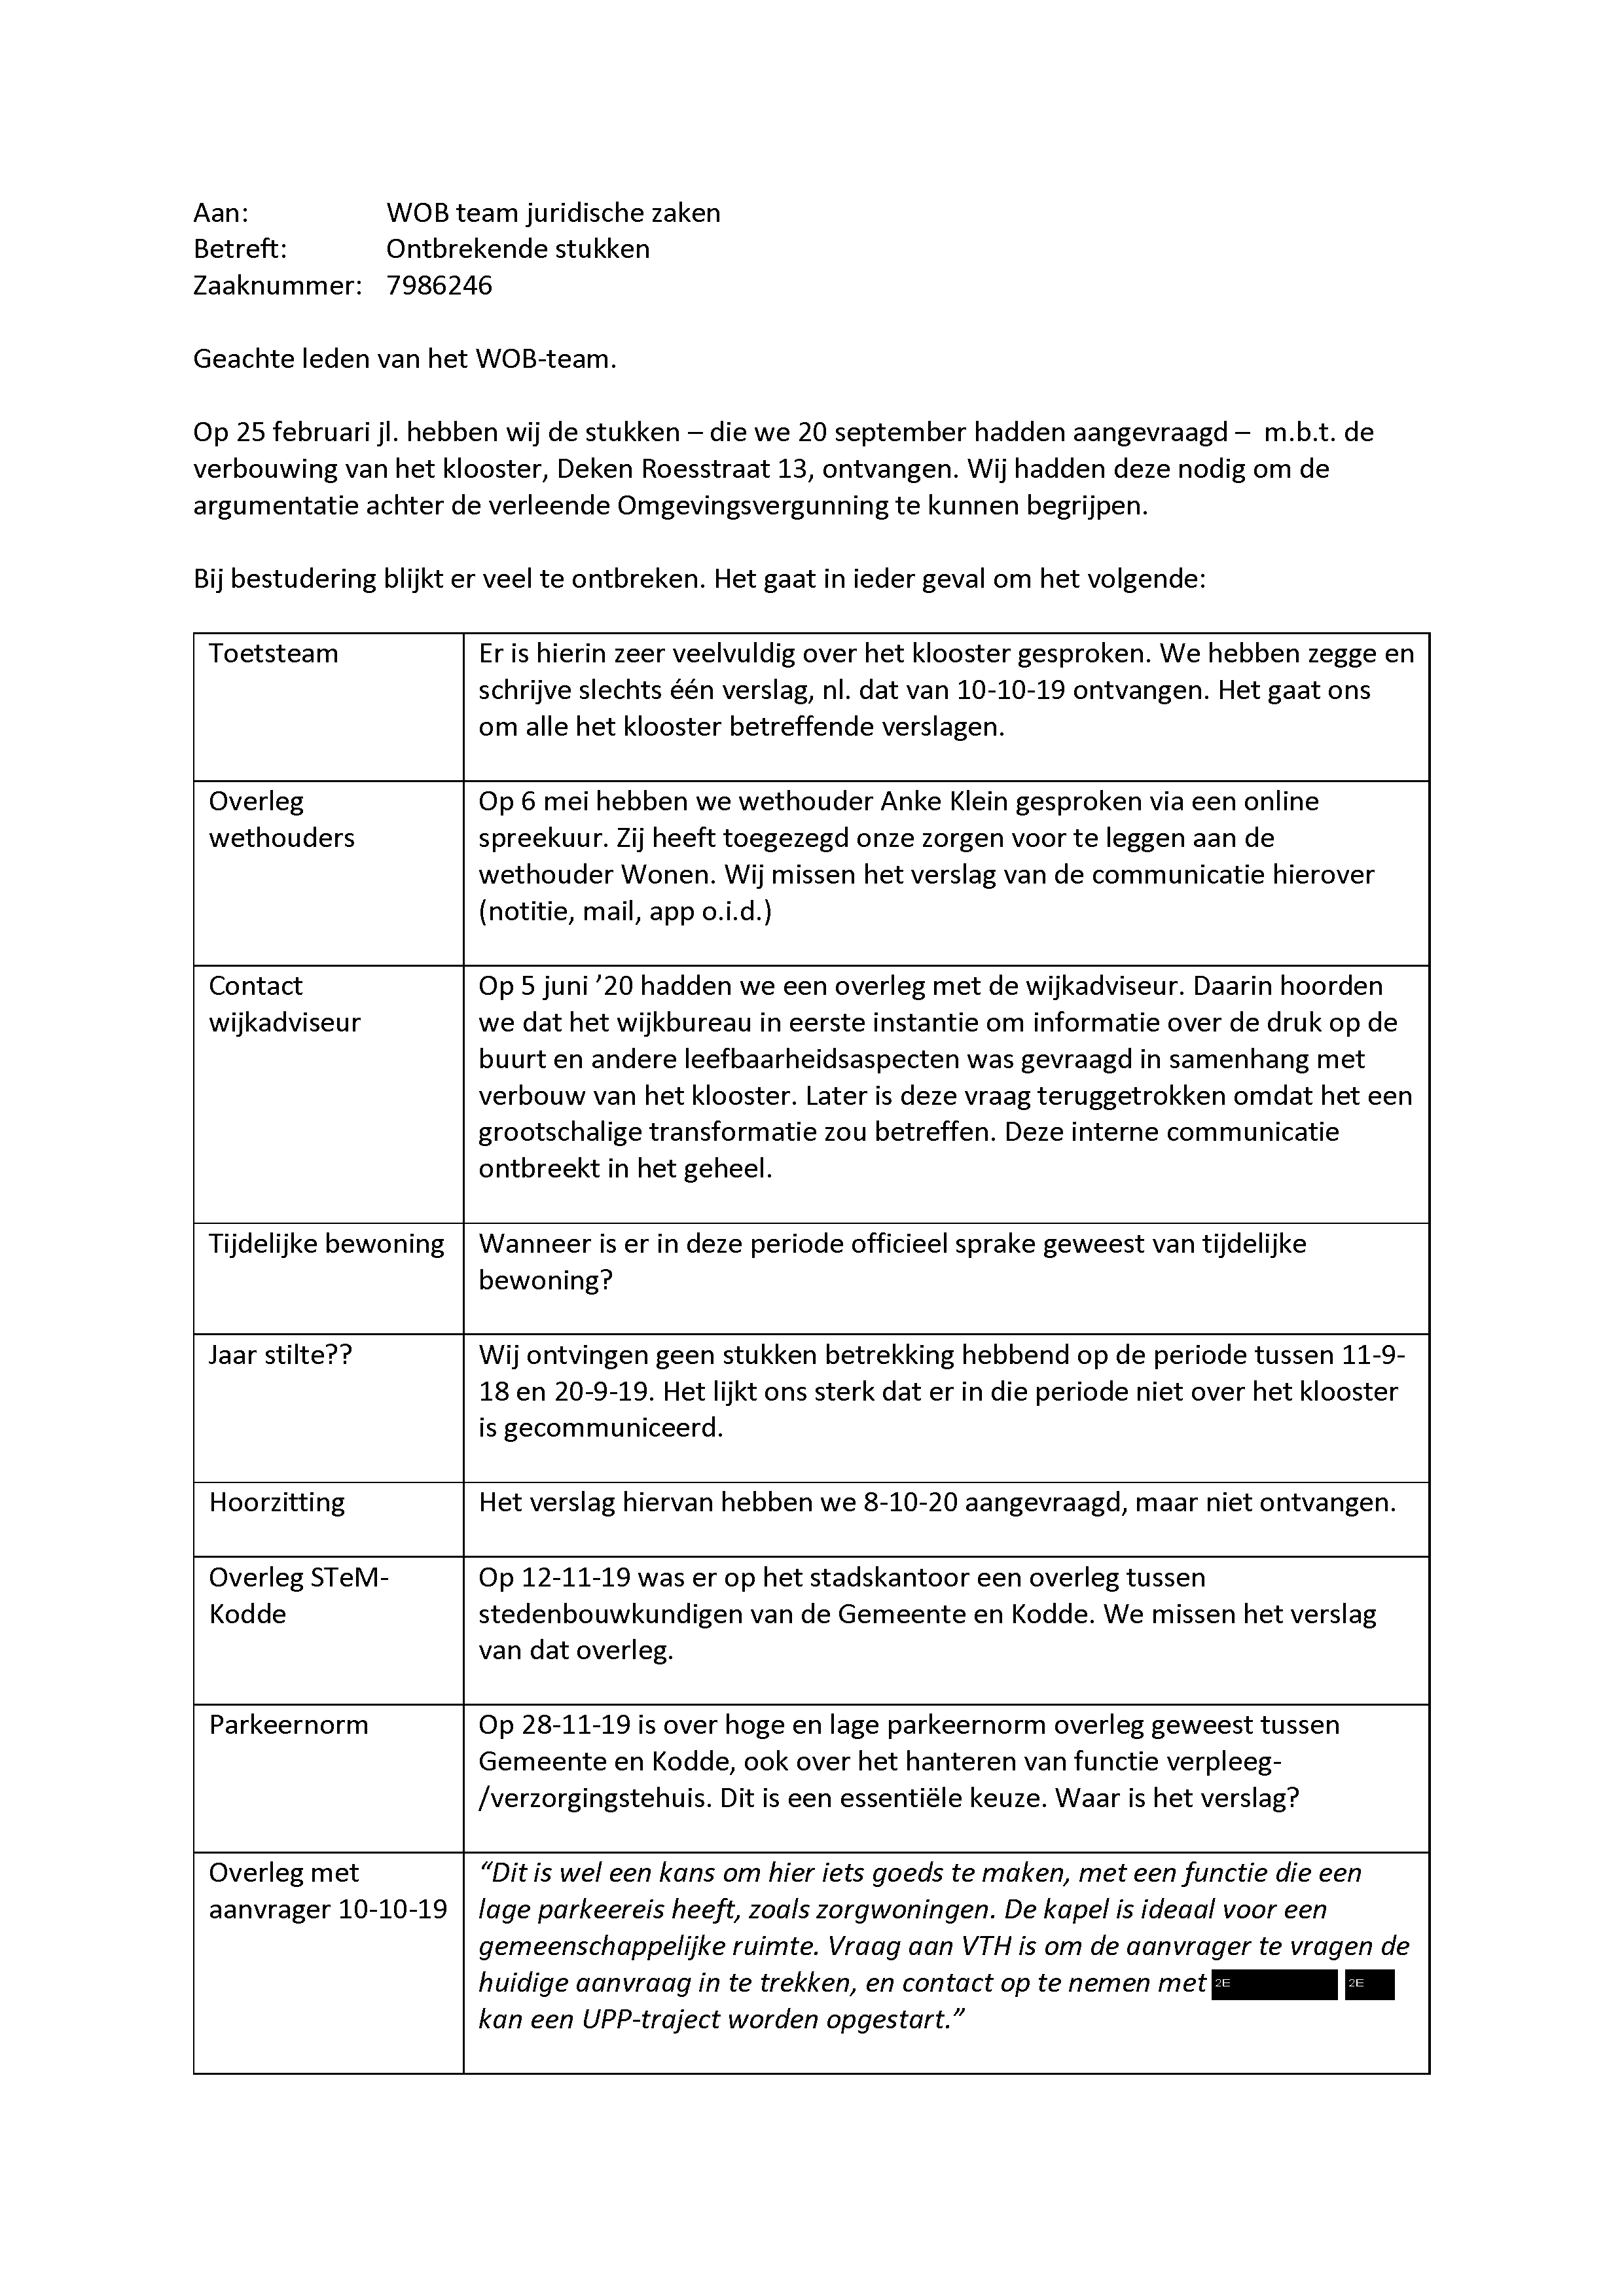 Aan: WOB team juridische zaken
Betreft: Ontbrekende stukken
Zaaknummer: 7986246
Geachte leden van het WOB-team.
Op 25 februari jl. hebben wij de stukken – die we 20 september hadden aangevraagd – m.b.t. de
verbouwing van het klooster, Deken Roesstraat 13, ontvangen. Wij hadden deze nodig om de
argumentatie achter de verleende Omgevingsvergunning te kunnen begrijpen.
Bij bestudering blijkt er veel te ontbreken. Het gaat in ieder geval om het volgende:
Toetsteam
Er is hierin zeer veelvuldig over het klooster gesproken. We hebben zegge en
schrijve slechts één verslag, nl. dat van 10-10-19 ontvangen. Het gaat ons
om alle het klooster betreffende verslagen.
Overleg
wethouders
Op 6 mei hebben we wethouder Anke Klein gesproken via een online
spreekuur. Zij heeft toegezegd onze zorgen voor te leggen aan de
wethouder Wonen. Wij missen het verslag van de communicatie hierover
(notitie, mail, app o.i.d.)
Contact
wijkadviseur
Op 5 juni ’20 hadden we een overleg met de wijkadviseur. Daarin hoorden
we dat het wijkbureau in eerste instantie om informatie over de druk op de
buurt en andere leefbaarheidsaspecten was gevraagd in samenhang met
verbouw van het klooster. Later is deze vraag teruggetrokken omdat het een
grootschalige transformatie zou betreffen. Deze interne communicatie
ontbreekt in het geheel.
Tijdelijke bewoning
Wanneer is er in deze periode officieel sprake geweest van tijdelijke
bewoning?
Jaar stilte??
Wij ontvingen geen stukken betrekking hebbend op de periode tussen 11-9-
18 en 20-9-19. Het lijkt ons sterk dat er in die periode niet over het klooster
is gecommuniceerd.
Hoorzitting
Het verslag hiervan hebben we 8-10-20 aangevraagd, maar niet ontvangen.
Overleg STeM-
Kodde
Op 12-11-19 was er op het stadskantoor een overleg tussen
stedenbouwkundigen van de Gemeente en Kodde. We missen het verslag
van dat overleg.
Parkeernorm
Op 28-11-19 is over hoge en lage parkeernorm overleg geweest tussen
Gemeente en Kodde, ook over het hanteren van functie verpleeg-
/verzorgingstehuis. Dit is een essentiële keuze. Waar is het verslag?
Overleg met
aanvrager 10-10-19
“Dit is wel een kans om hier iets goeds te maken, met een functie die een
lage parkeereis heeft, zoals zorgwoningen. De kapel is ideaal voor een
gemeenschappelijke ruimte. Vraag aan VTH is om de aanvrager te vragen de
huidige aanvraag in te trekken, en contact op te nemen met 2E 2E
kan een UPP-traject worden opgestart.”